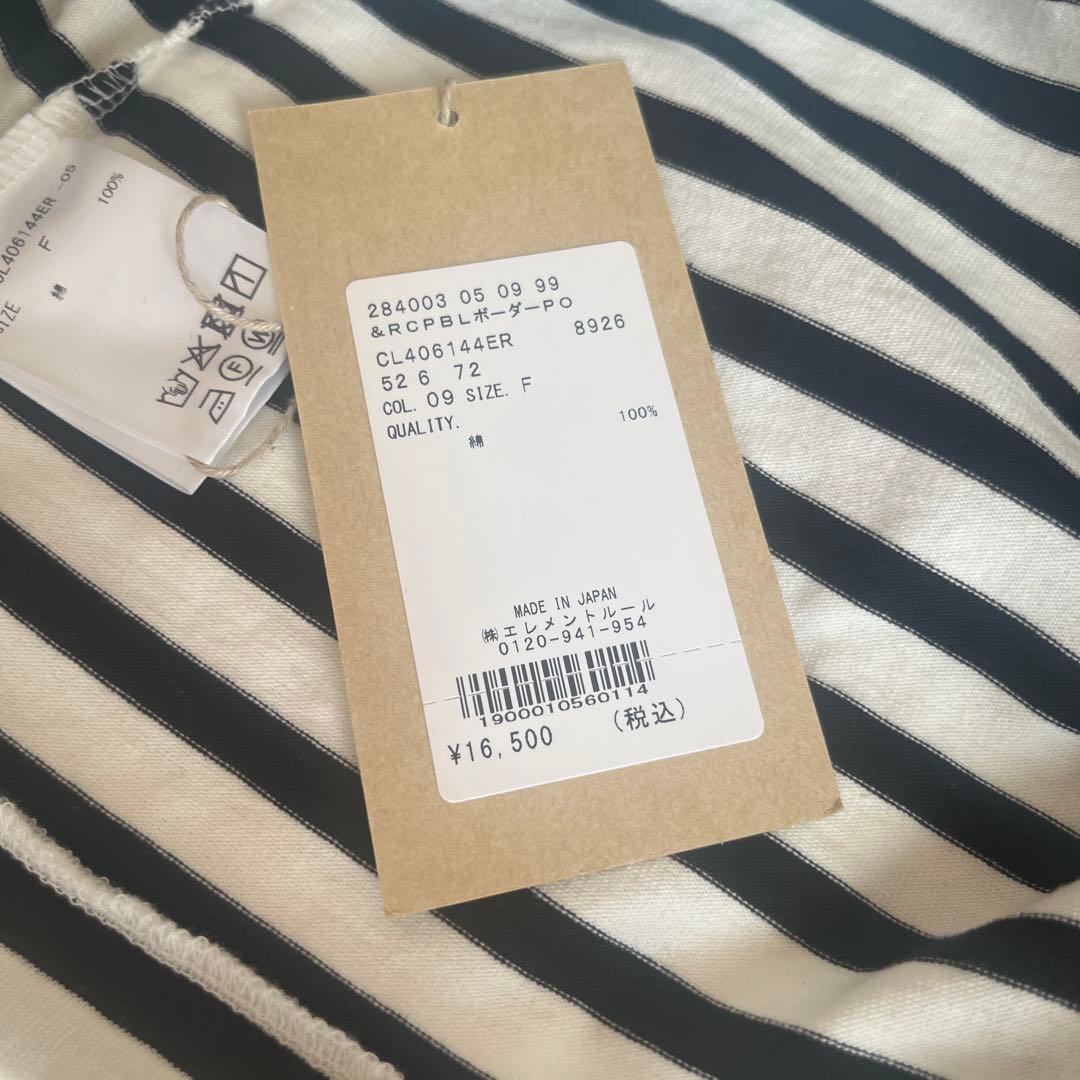 284003 05 09 99
&RCPBLボーダーPO
CL406144ER 8926
52 6 72
COL. 09 SIZE. F
QUALITY.
綿 100%
MADE IN JAPAN
㈱エレメントルール
0120-941-954
1900010560114
¥16,500 (税込)
CL406144ER -05
SIZE F
綿 100%